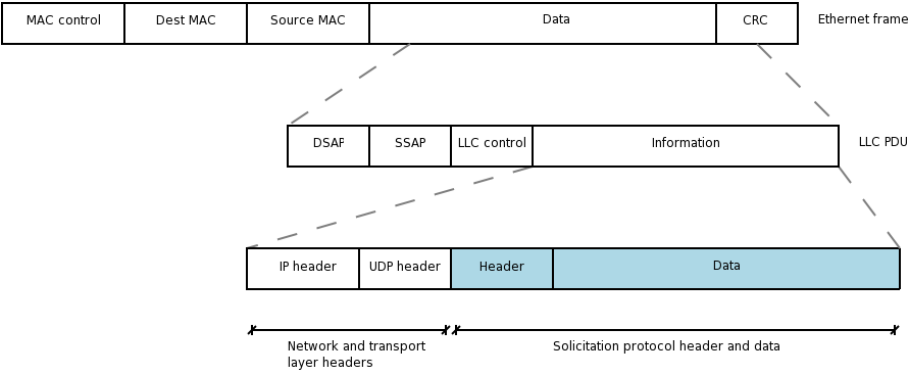 MAC control Dest MAC Source MAC Data CRC Ethernet frame
DSAP SSAP LLC control Information LLC PDU
IP header UDP header Header Data
Network and transport
layer headers
Solicitation protocol header and data